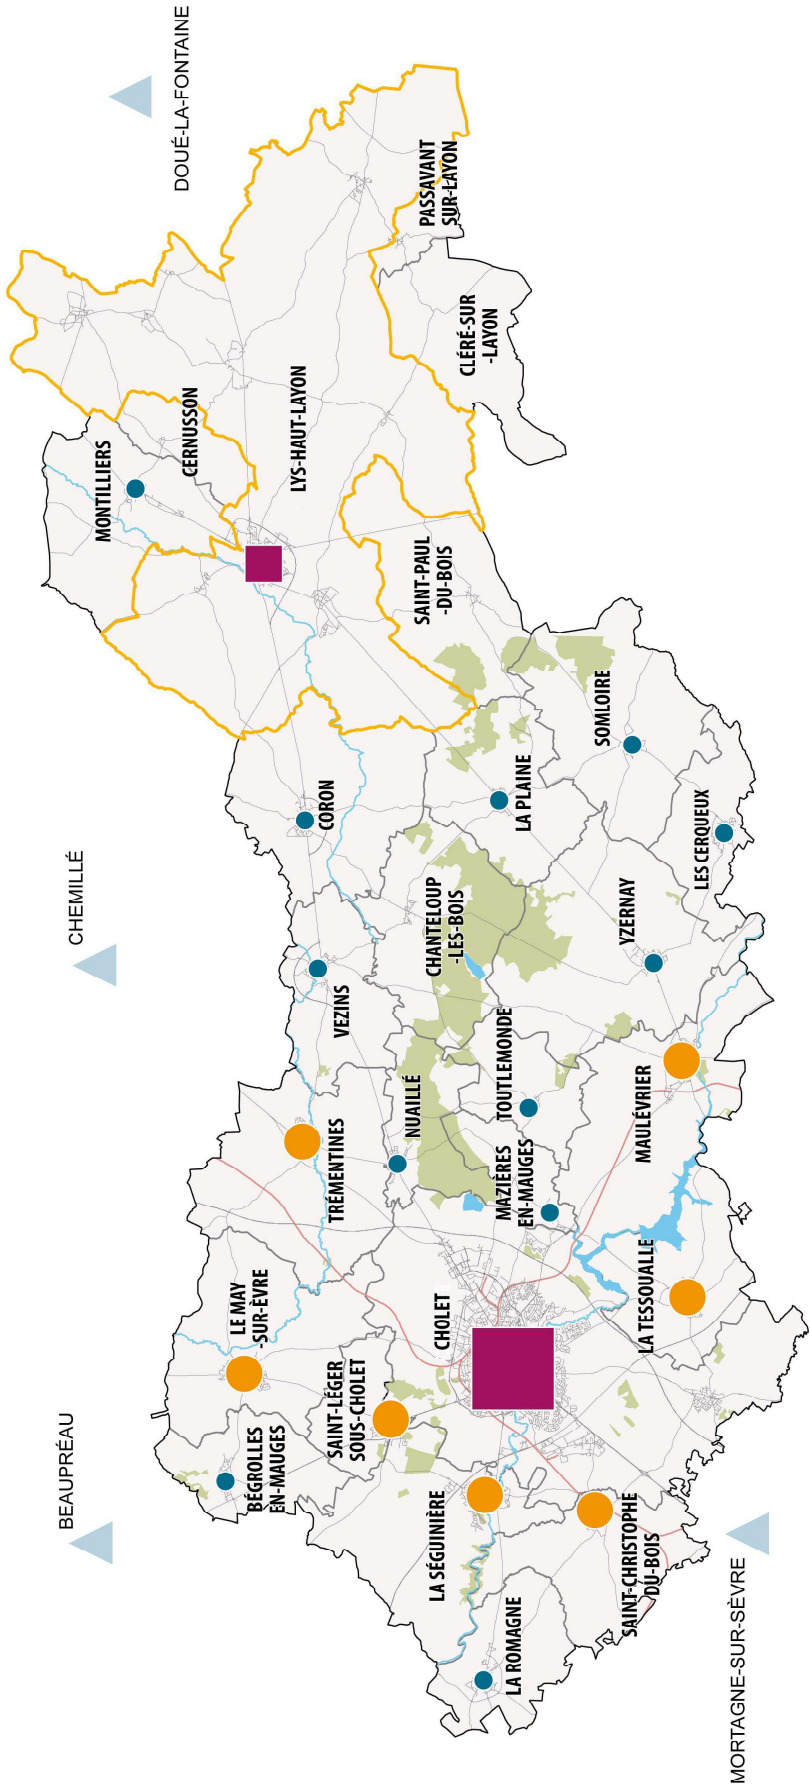 DOUÉ-LA-FONTAINE
CHEMILLÉ
BEAUPRÉAU
MORTAGNE-SUR-SÈVRE
PASSAVANT
SUR-LAYON
CLÉRÉ-SUR
-LAYON
LYS-HAUT-LAYON
CERNUSSON
MONTILLIERS
SAINT-PAUL
-DU-BOIS
SOMLOIRE
LA PLAINE
LES CERQUEUX
CORON
CHANTELOUP
-LES-BOIS
YZERNAY
VEZINS
NUAILLÉ
TOUTLEMONDE
MAULÉVRIER
TRÉMENTINES
MAZIÈRES
EN-MAUGES
LE MAY
-SUR-ÈVRE
CHOLET
LA TESSOUALLE
SAINT-LÉGER
SOUS-CHOLET
BÉGROLLES
EN-MAUGES
LA SÉGUINIÈRE
SAINT-CHRISTOPHE
DU-BOIS
LA ROMAGNE